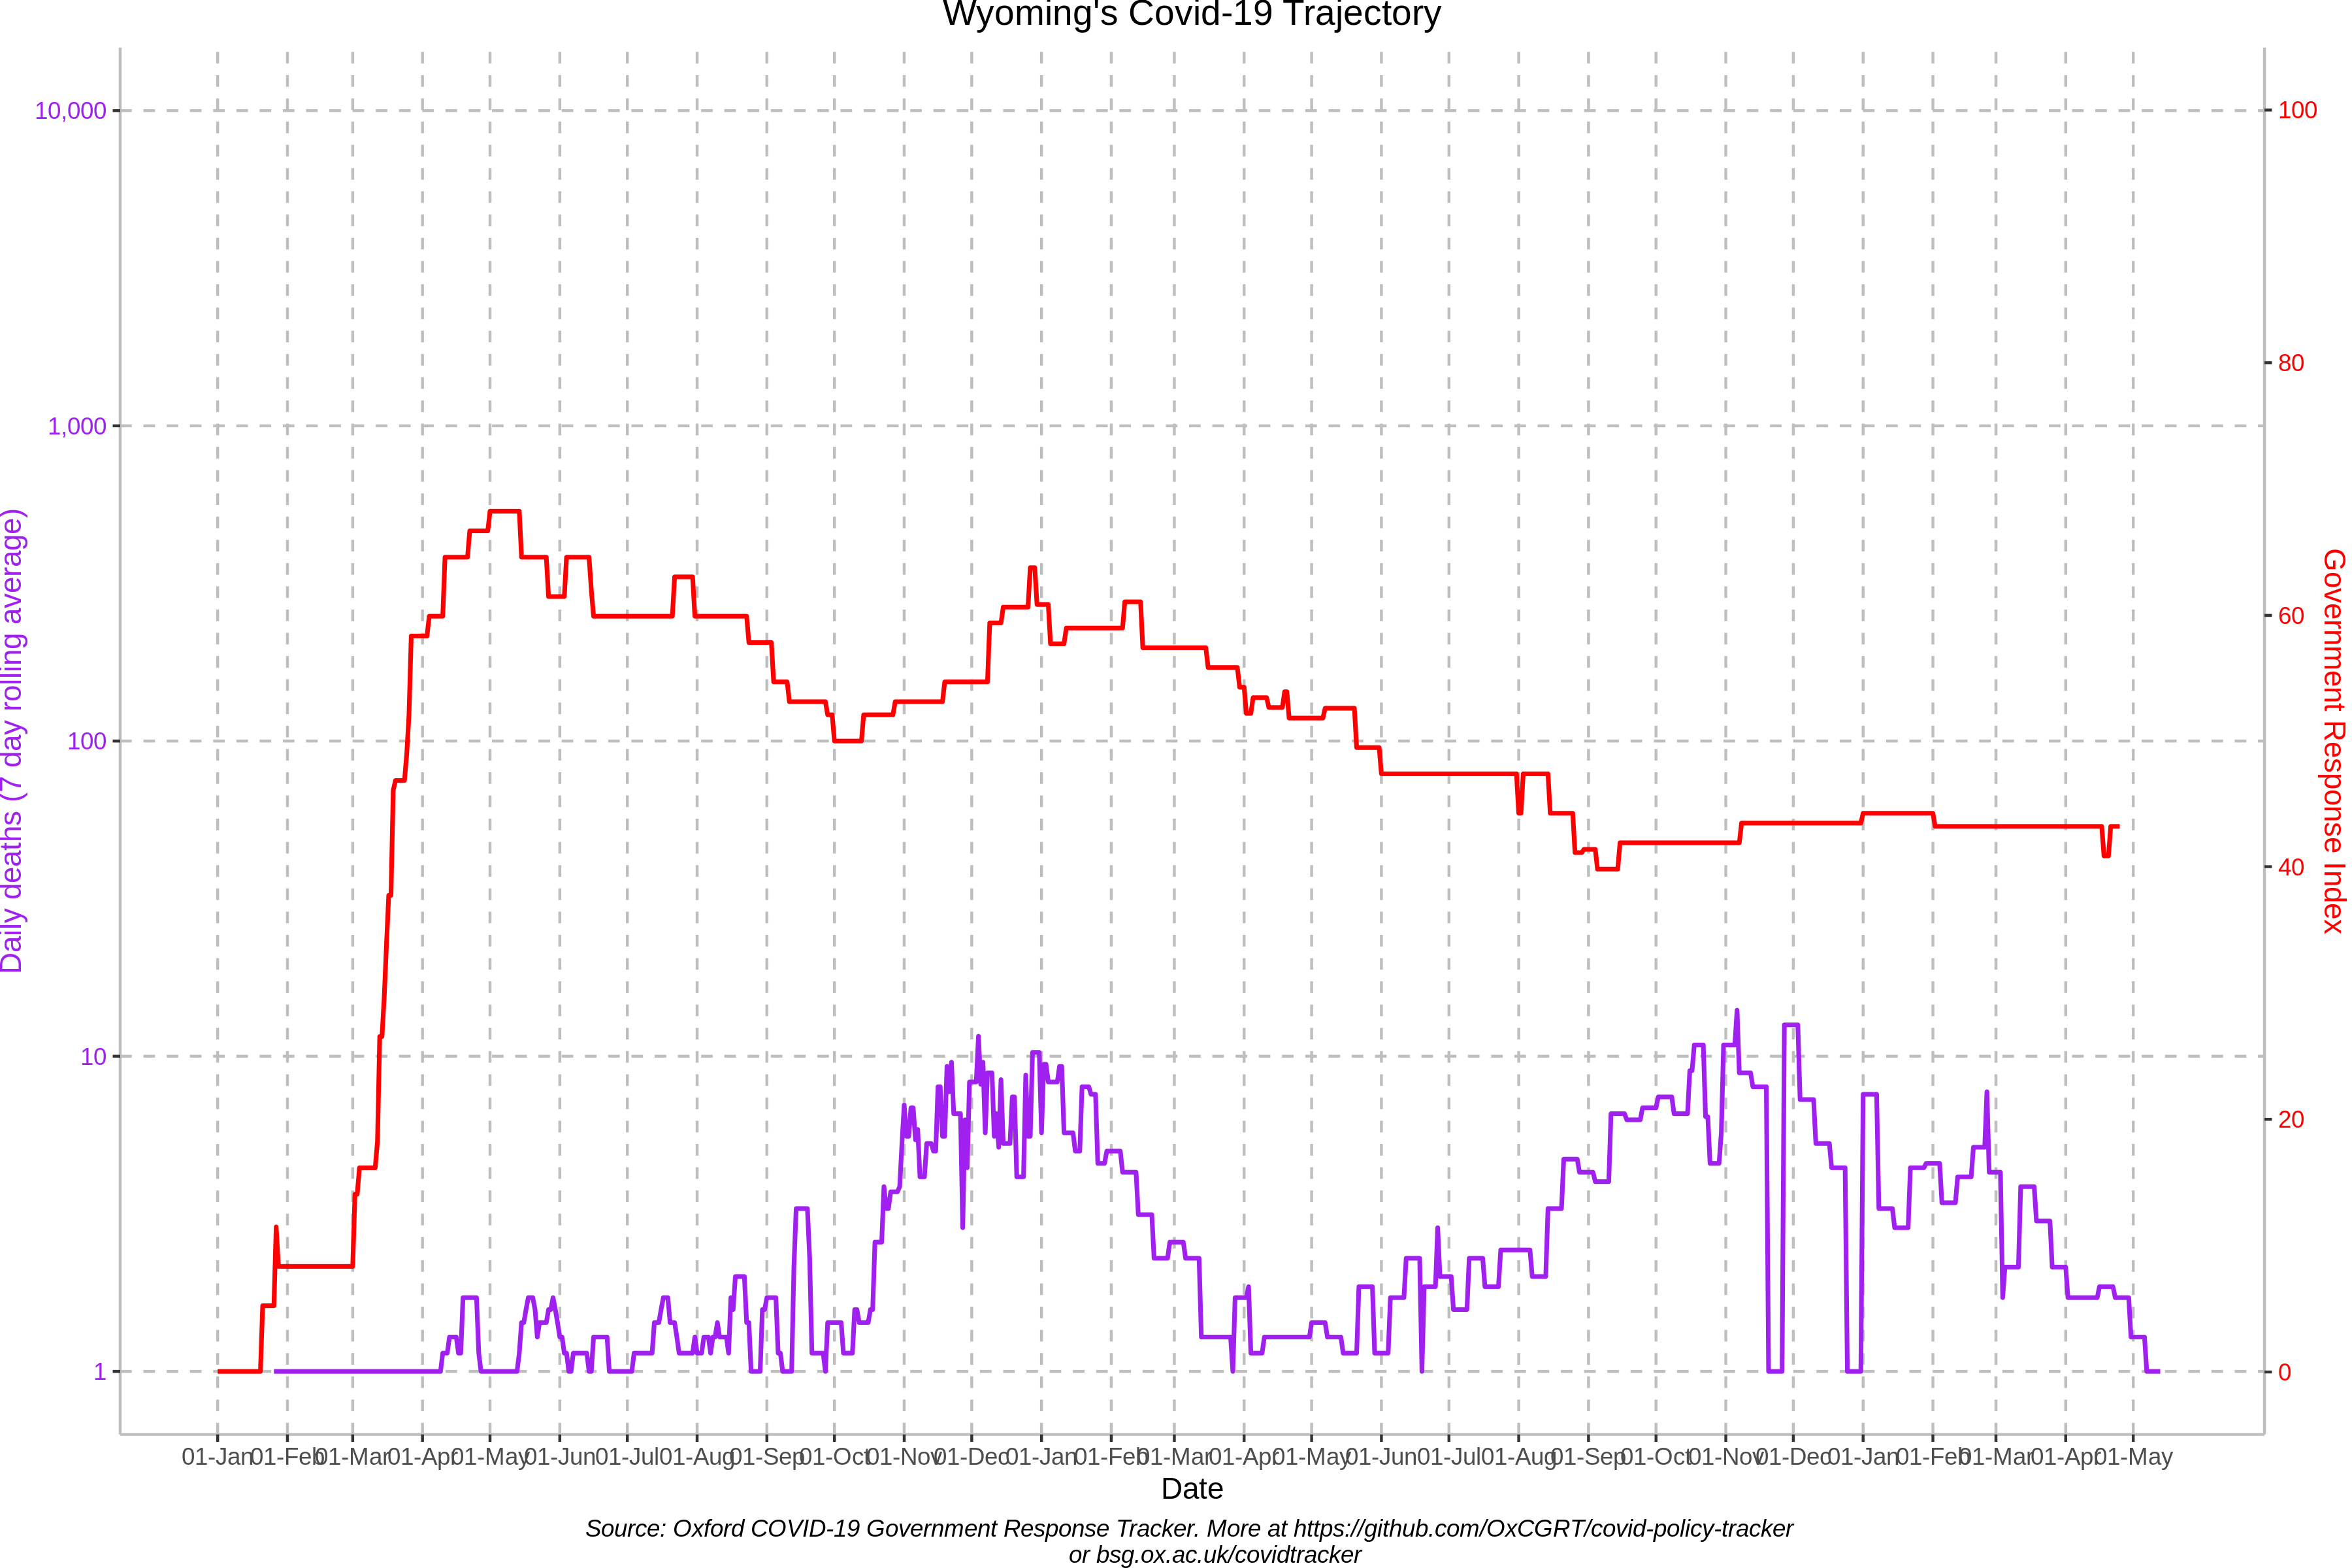 Wyoming's Covid-19 Trajectory
10,000
1,000
100
10
1
Daily deaths (7 day rolling average)
100
80
60
40
20
0
Government Response Index
01-Jan 01-Feb 01-Mar 01-Apr 01-May 01-Jun 01-Jul 01-Aug 01-Sep 01-Oct 01-Nov 01-Dec 01-Jan 01-Feb 01-Mar 01-Apr 01-May 01-Jun 01-Jul 01-Aug 01-Sep 01-Oct 01-Nov 01-Dec 01-Jan 01-Feb 01-Mar 01-Apr 01-May
Date
Source: Oxford COVID-19 Government Response Tracker. More at https://github.com/OxCGRT/covid-policy-tracker
or bsg.ox.ac.uk/covidtracker